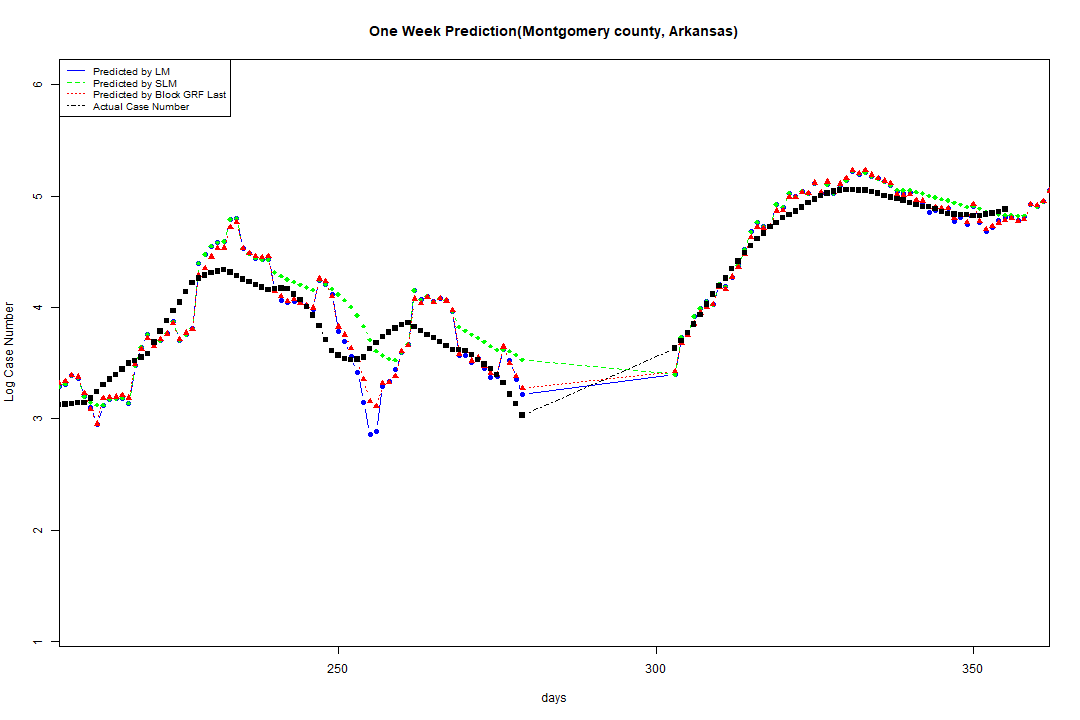 One Week Prediction(Montgomery county, Arkansas)
Predicted by LM
Predicted by SLM
Predicted by Block GRF Last
Actual Case Number
Log Case Number
6
5
4
3
2
1
250
300
350
days